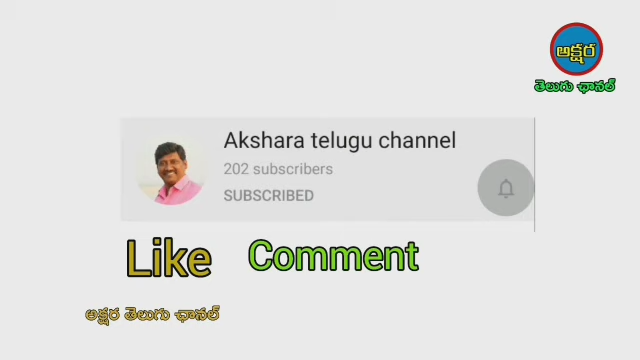 అక్షర
తెలుగు ఛానల్
Akshara telugu channel
202 subscribers
SUBSCRIBED
Like Comment
అక్షర తెలుగు ఛానల్